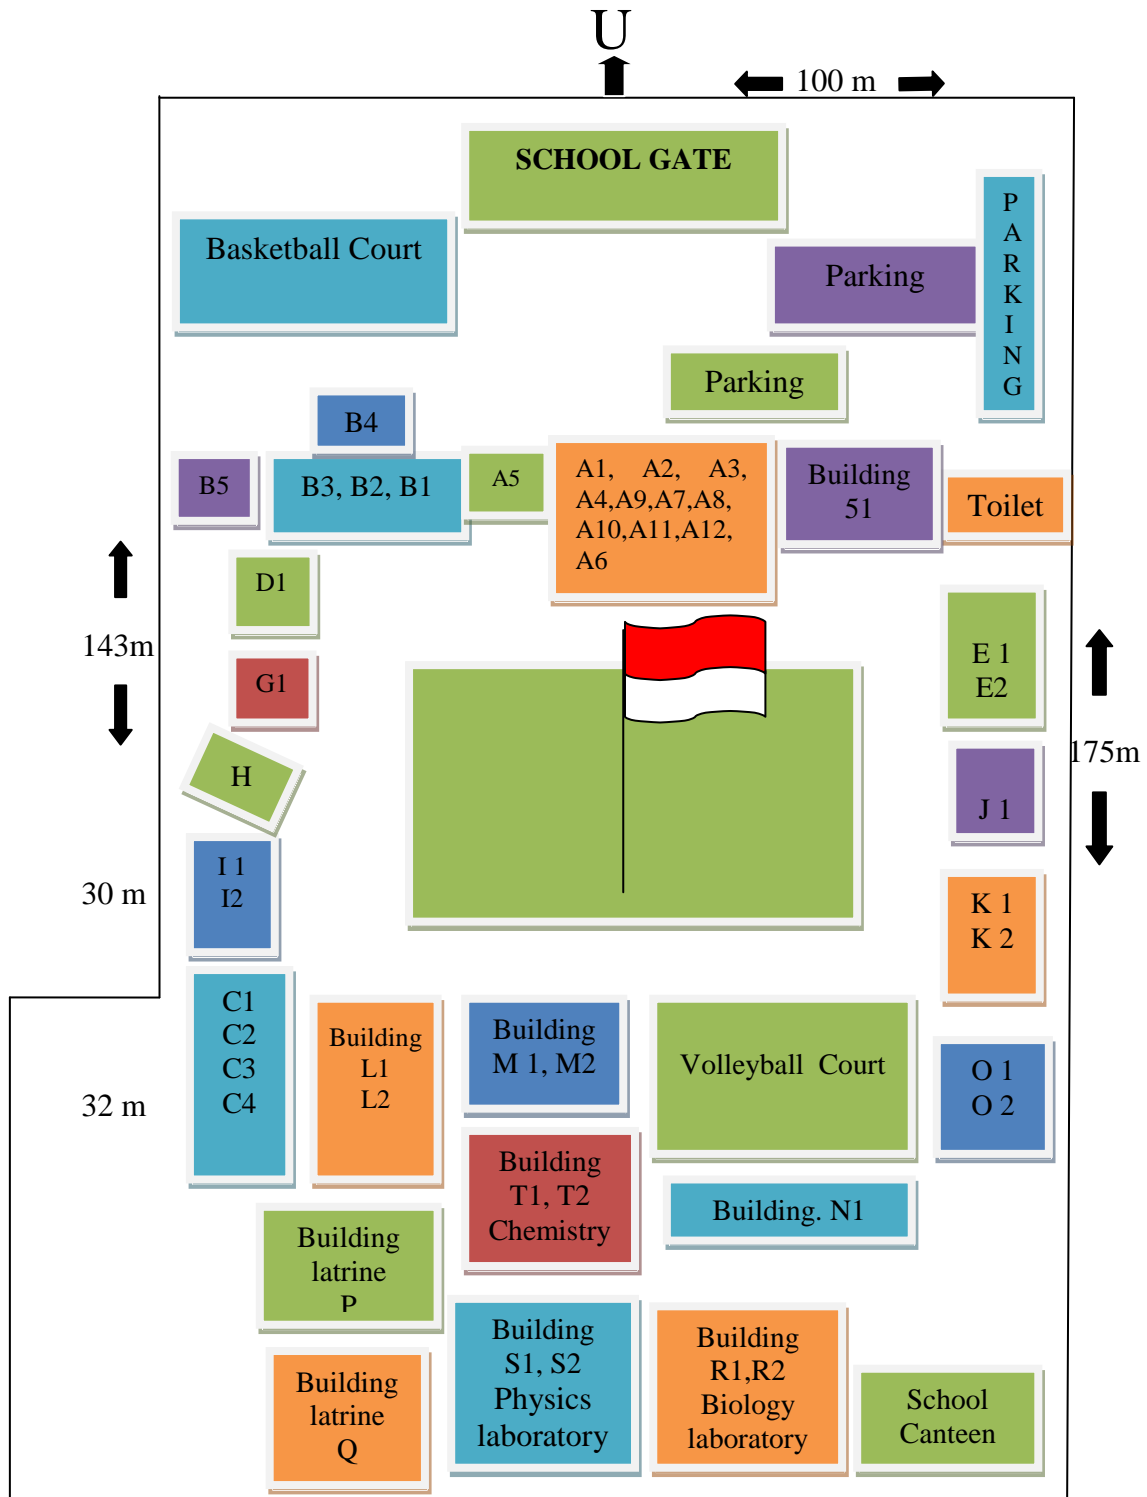 U
100 m
SCHOOL GATE
Basketball Court
Parking
P
A
R
K
I
N
G
Parking
B4
B5
B3, B2, B1
A5
A1, A2, A3,
A4,A9,A7,A8,
A10,A11,A12,
A6
Building
51
Toilet
D1
143m
G1
E 1
E2
H
J 1
175m
I 1
I2
30 m
K 1
K 2
C1
C2
C3
C4
32 m
Building
L1
L2
Building
M 1, M2
Volleyball Court
O 1
O 2
Building
T1, T2
Chemistry
Building. N1
Building
latrine
P
Building
S1, S2
Physics
laboratory
Building
R1,R2
Biology
laboratory
Building
latrine
Q
School
Canteen